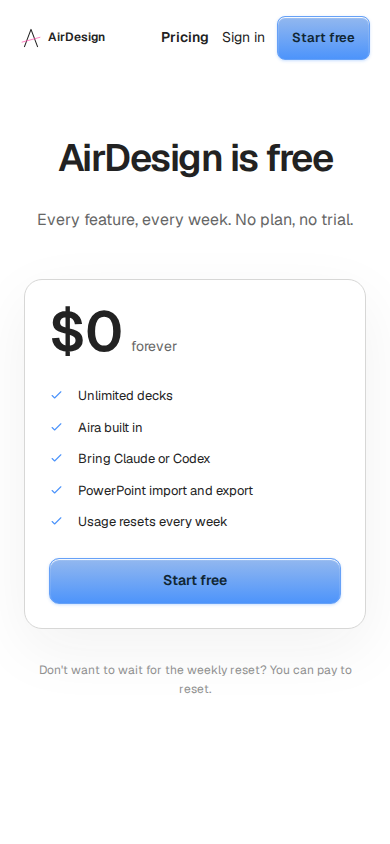 AirDesign
Pricing
Sign in
Start free
AirDesign is free
Every feature, every week. No plan, no trial.
$0 forever
Unlimited decks
Aira built in
Bring Claude or Codex
PowerPoint import and export
Usage resets every week
Start free
Don't want to wait for the weekly reset? You can pay to
reset.